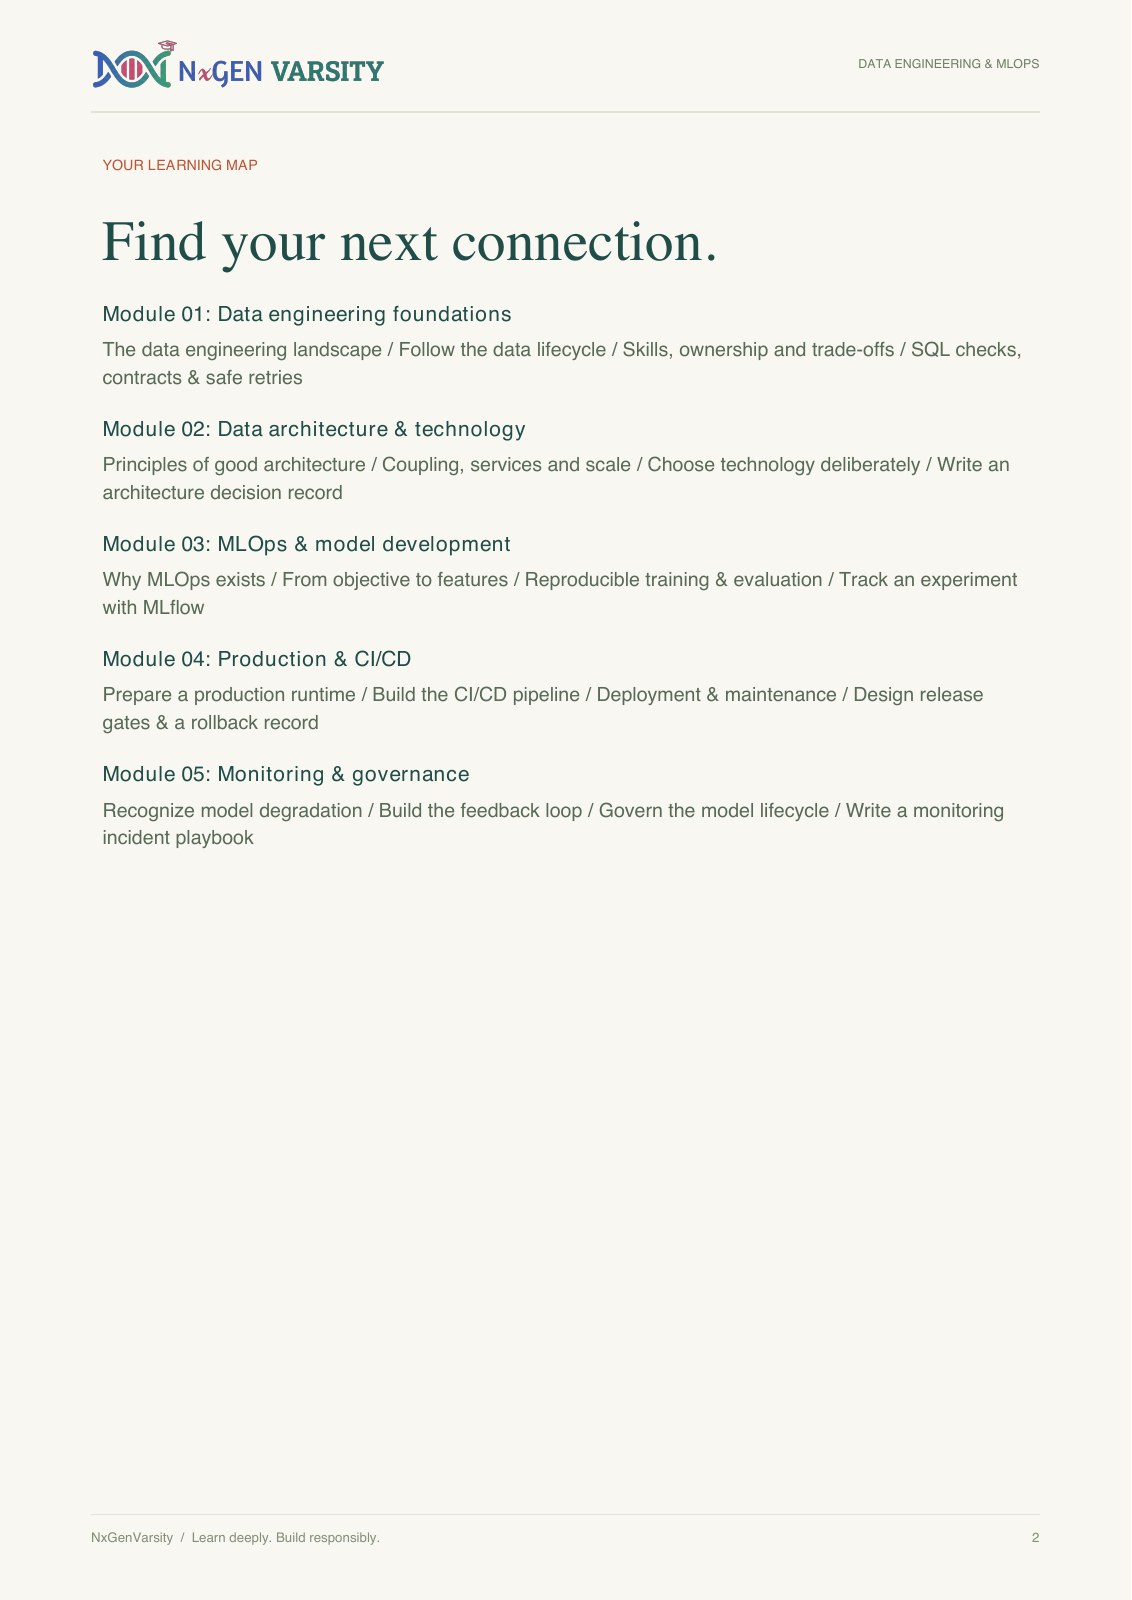 NxGEN VARSITY
DATA ENGINEERING & MLOPS
YOUR LEARNING MAP
Find your next connection.
Module 01: Data engineering foundations
The data engineering landscape / Follow the data lifecycle / Skills, ownership and trade-offs / SQL checks,
contracts & safe retries
Module 02: Data architecture & technology
Principles of good architecture / Coupling, services and scale / Choose technology deliberately / Write an
architecture decision record
Module 03: MLOps & model development
Why MLOps exists / From objective to features / Reproducible training & evaluation / Track an experiment
with MLflow
Module 04: Production & CI/CD
Prepare a production runtime / Build the CI/CD pipeline / Deployment & maintenance / Design release
gates & a rollback record
Module 05: Monitoring & governance
Recognize model degradation / Build the feedback loop / Govern the model lifecycle / Write a monitoring
incident playbook
NxGenVarsity / Learn deeply. Build responsibly.
2